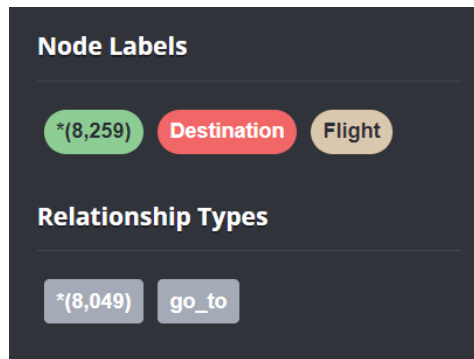 Node Labels
*(8,259) Destination Flight
Relationship Types
*(8,049) go_to